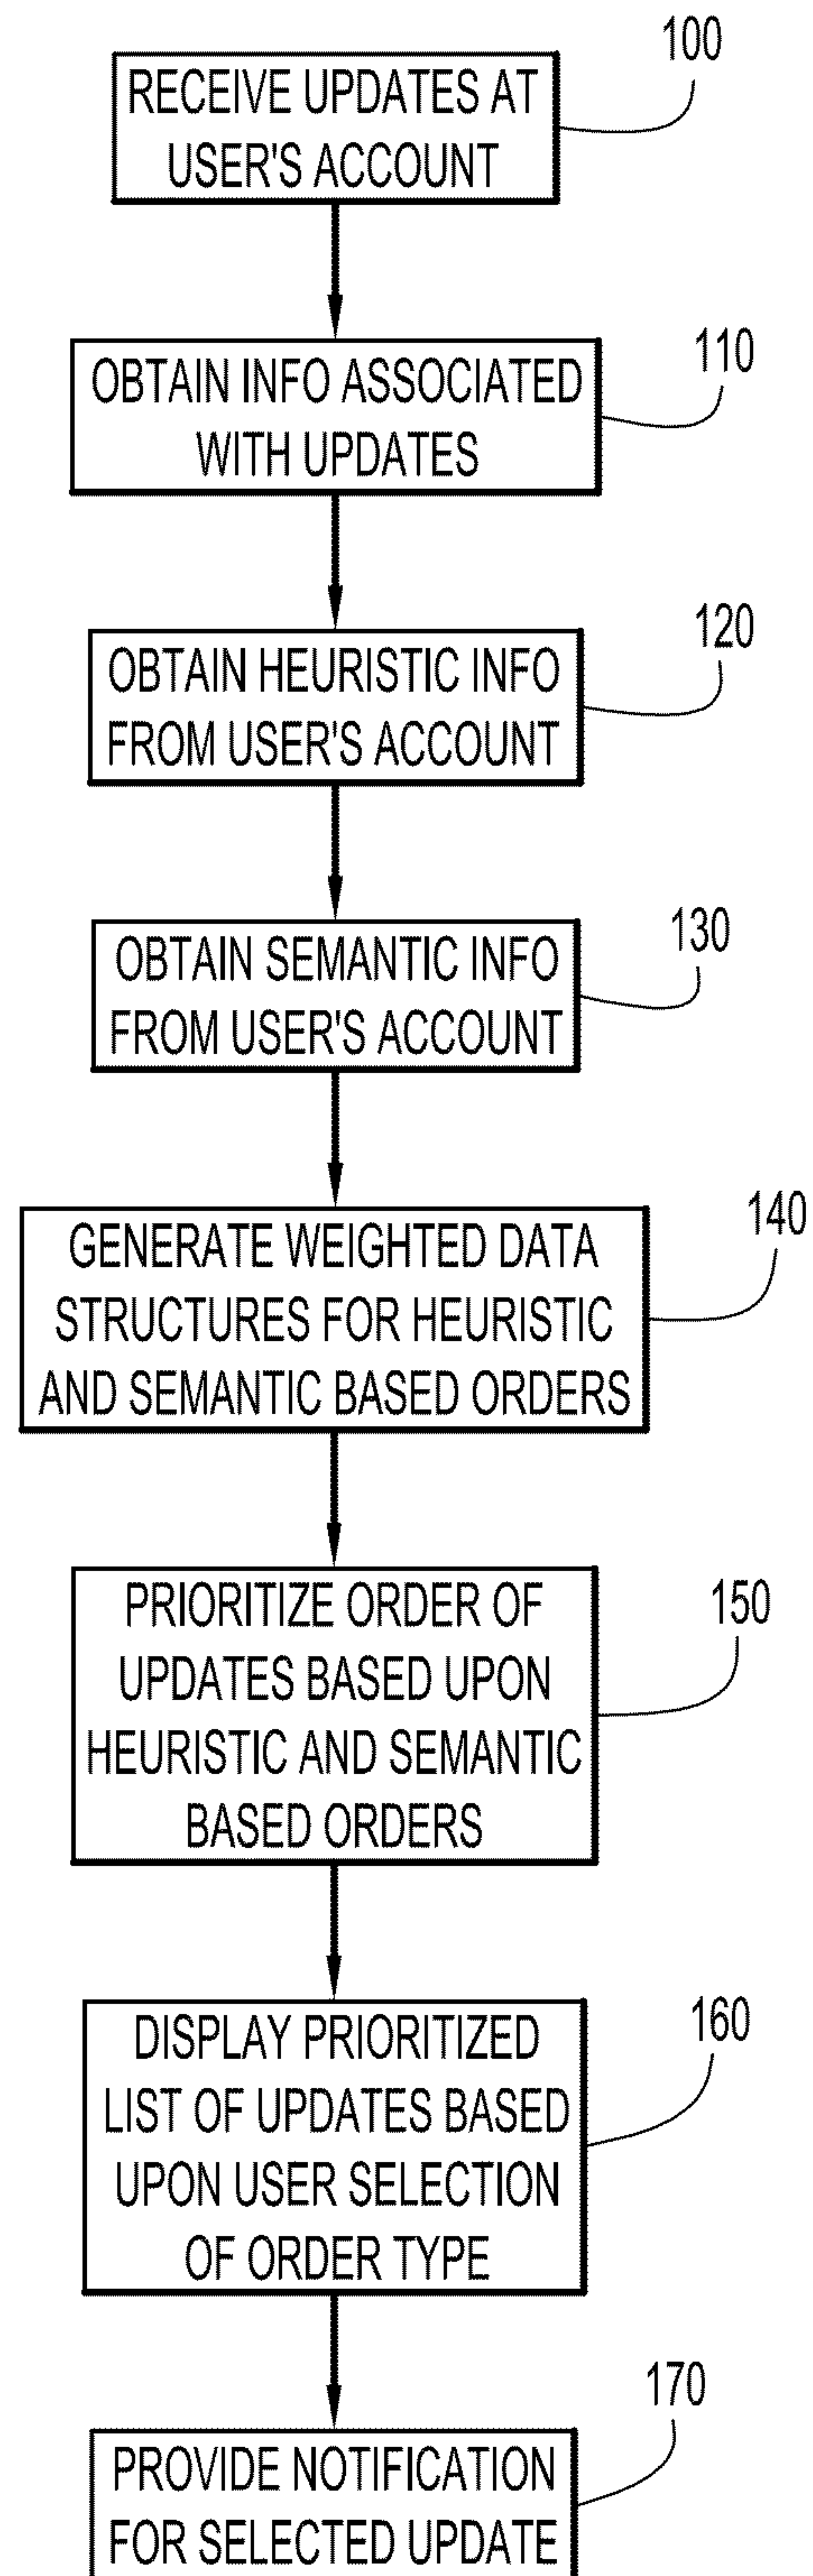 100
RECEIVE UPDATES AT
USER'S ACCOUNT
110
OBTAIN INFO ASSOCIATED
WITH UPDATES
120
OBTAIN HEURISTIC INFO
FROM USER'S ACCOUNT
130
OBTAIN SEMANTIC INFO
FROM USER'S ACCOUNT
140
GENERATE WEIGHTED DATA
STRUCTURES FOR HEURISTIC
AND SEMANTIC BASED ORDERS
150
PRIORITIZE ORDER OF
UPDATES BASED UPON
HEURISTIC AND SEMANTIC
BASED ORDERS
160
DISPLAY PRIORITIZED
LIST OF UPDATES BASED
UPON USER SELECTION
OF ORDER TYPE
170
PROVIDE NOTIFICATION
FOR SELECTED UPDATE